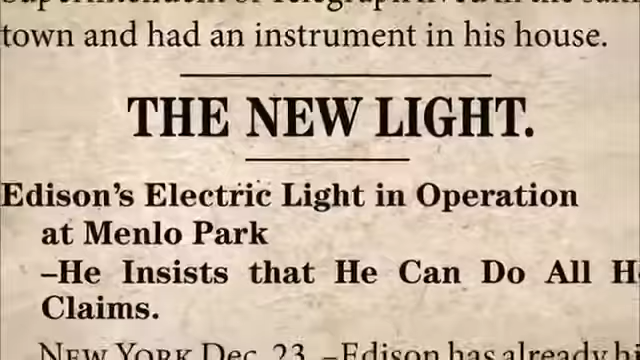 town and had an instrument in his house.
THE NEW LIGHT.
Edison's Electric Light in Operation
at Menlo Park
–He Insists that He Can Do All
Claims.
NEW YORK Dec. 23. –Edison has already